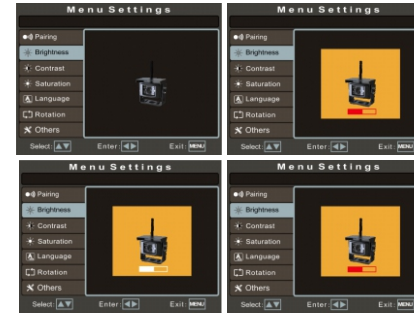 Menu Settings
Pairing
Brightness
Contrast
Saturation
Language
Rotation
Others
Select: Enter: Exit: MENU
Menu Settings
Pairing
Brightness
Contrast
Saturation
Language
Rotation
Others
Select: Enter: Exit: MENU
Menu Settings
Pairing
Brightness
Contrast
Saturation
Language
Rotation
Others
Select: Enter: Exit: MENU
Menu Settings
Pairing
Brightness
Contrast
Saturation
Language
Rotation
Others
Select: Enter: Exit: MENU